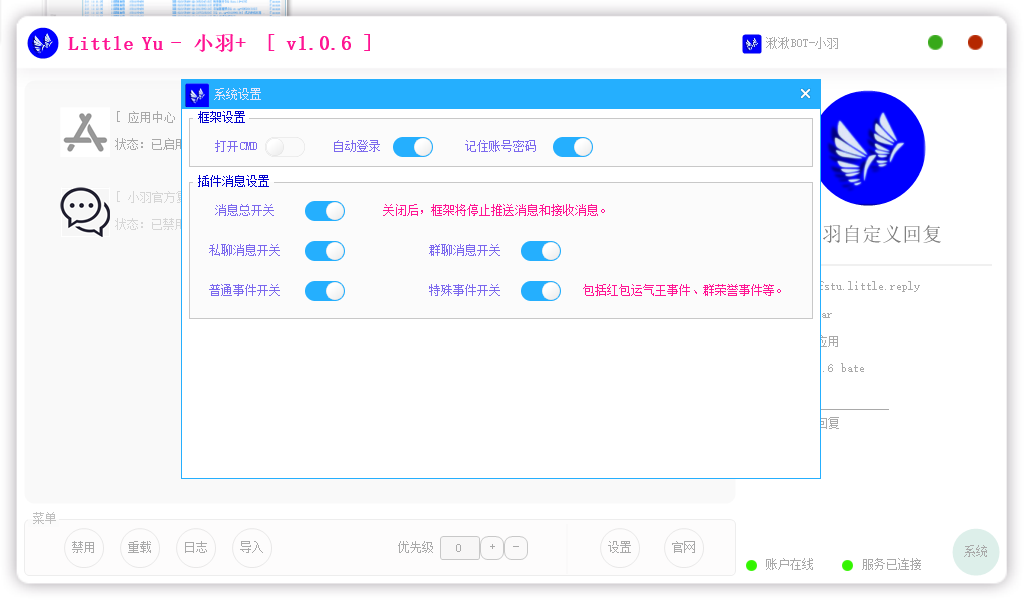 Little Yu - 小羽+ [ v1.0.6 ]
湫湫BOT-小羽
系统设置
框架设置
打开CMD
自动登录
记住账号密码
插件消息设置
消息总开关
关闭后，框架将停止推送消息和接收消息。
私聊消息开关
群聊消息开关
普通事件开关
特殊事件开关
包括红包运气王事件、群荣誉事件等。
[ 应用中心
状态: 已启用
[ 小羽官方
状态: 已禁用
羽自定义回复
fstu.little.reply
ar
应用
.6 bate
回复
菜单
禁用
重载
日志
导入
优先级
0
+
-
设置
官网
账户在线
服务已连接
系统